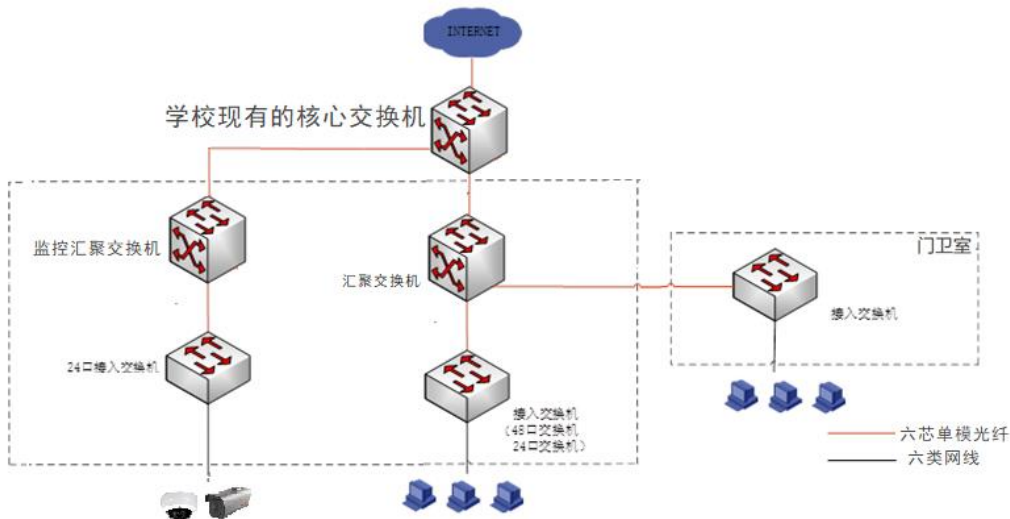 INTERNET
学校现有的核心交换机
监控汇聚交换机
汇聚交换机
门卫室
接入交换机
24口接入交换机
接入交换机
(48口交换机
24口交换机)
六芯单模光纤
六类网线